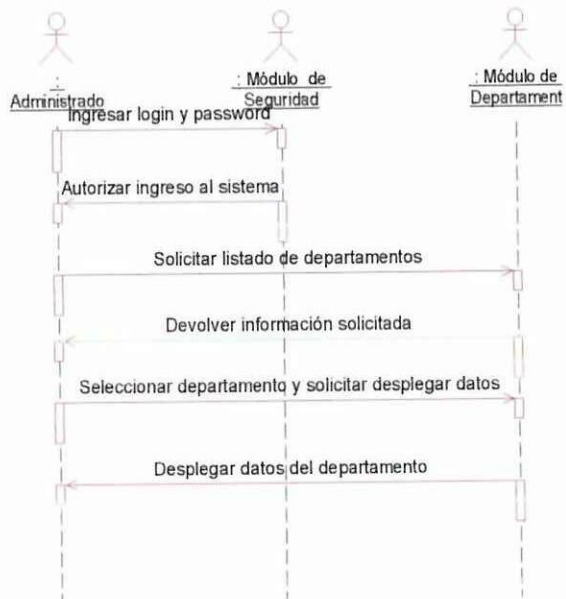 :
Administrado
: Módulo de
Seguridad
: Módulo de
Departament
Ingresar login y password
Autorizar ingreso al sistema
Solicitar listado de departamentos
Devolver información solicitada
Seleccionar departamento y solicitar desplegar datos
Desplegar datos del departamento